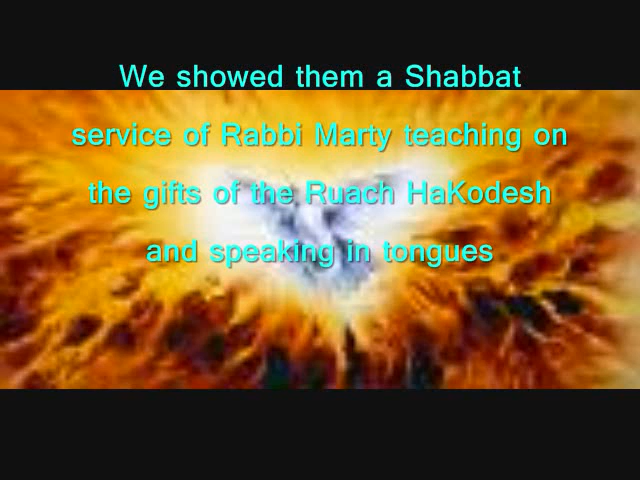 We showed them a Shabbat
service of Rabbi Marty teaching on
the gifts of the Ruach HaKodesh
and speaking in tongues